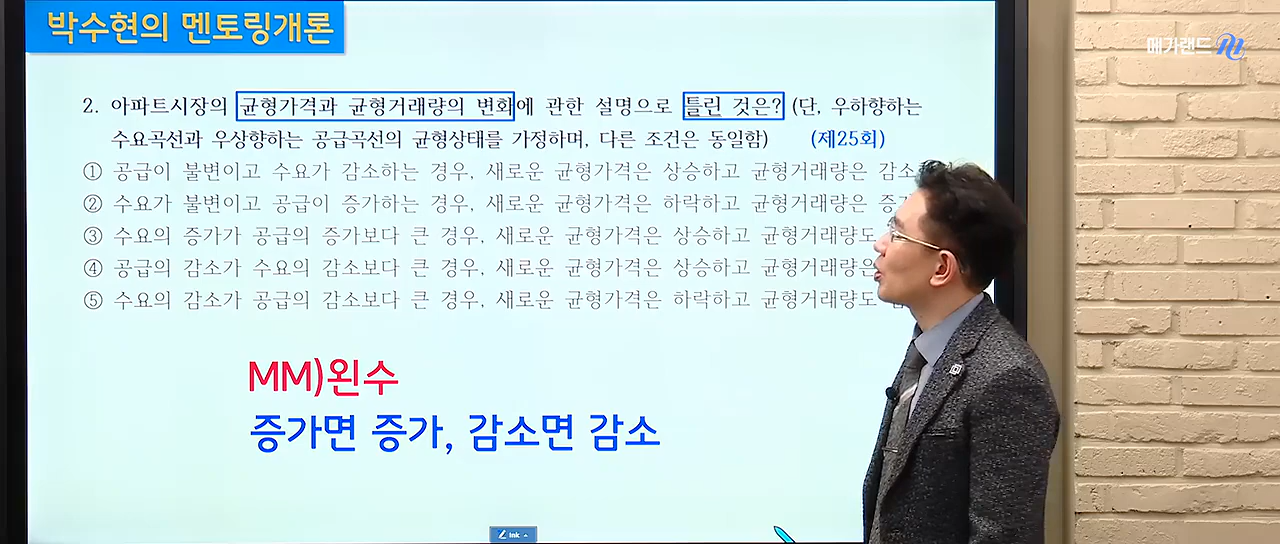 박수현의 멘토링개론
메가랜드
2. 아파트시장의 균형가격과 균형거래량의 변화에 관한 설명으로 틀린 것은? (단, 우하향하는
수요곡선과 우상향하는 공급곡선의 균형상태를 가정하며, 다른 조건은 동일함) (제25회)
① 공급이 불변이고 수요가 감소하는 경우, 새로운 균형가격은 상승하고 균형거래량은 감소
② 수요가 불변이고 공급이 증가하는 경우, 새로운 균형가격은 하락하고 균형거래량은
③ 수요의 증가가 공급의 증가보다 큰 경우, 새로운 균형가격은 상승하고 균형거래량도
④ 공급의 감소가 수요의 감소보다 큰 경우, 새로운 균형가격은 상승하고 균형거래량은
⑤ 수요의 감소가 공급의 감소보다 큰 경우, 새로운 균형가격은 하락하고 균형거래량도
MM)왼수
증가면 증가, 감소면 감소
Ink